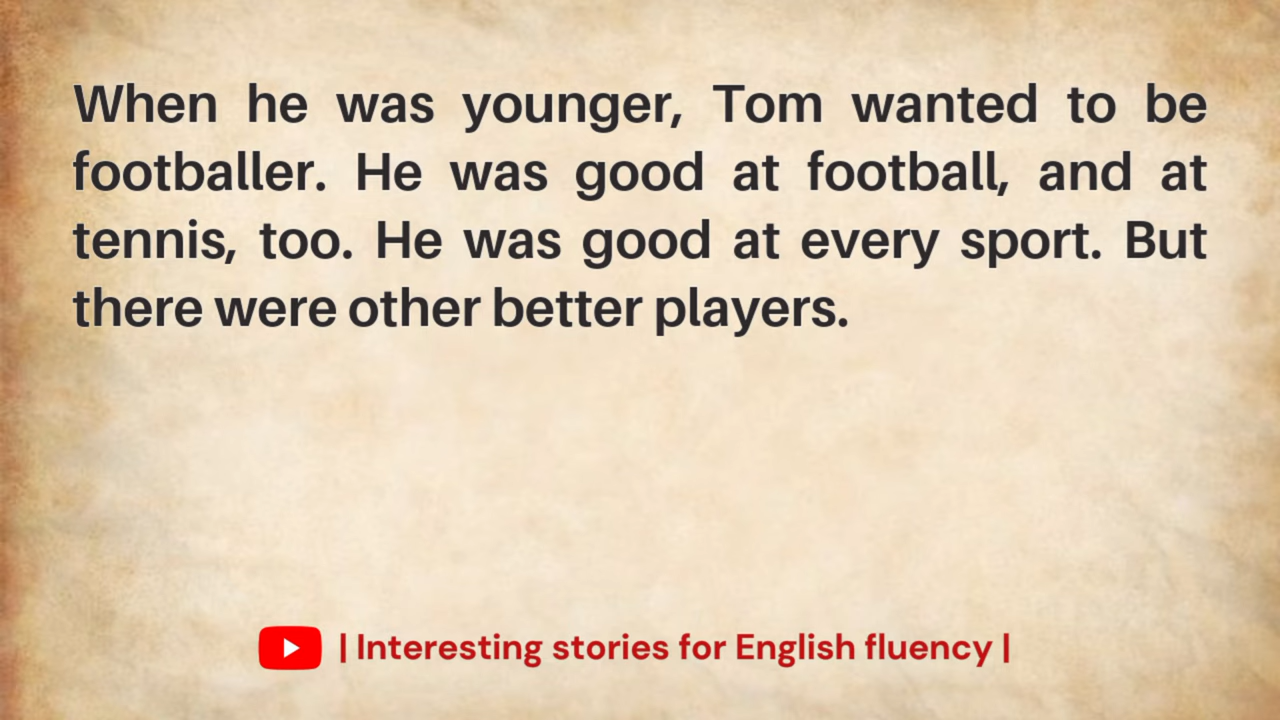 When he was younger, Tom wanted to be
footballer. He was good at football, and at
tennis, too. He was good at every sport. But
there were other better players.
| Interesting stories for English fluency |